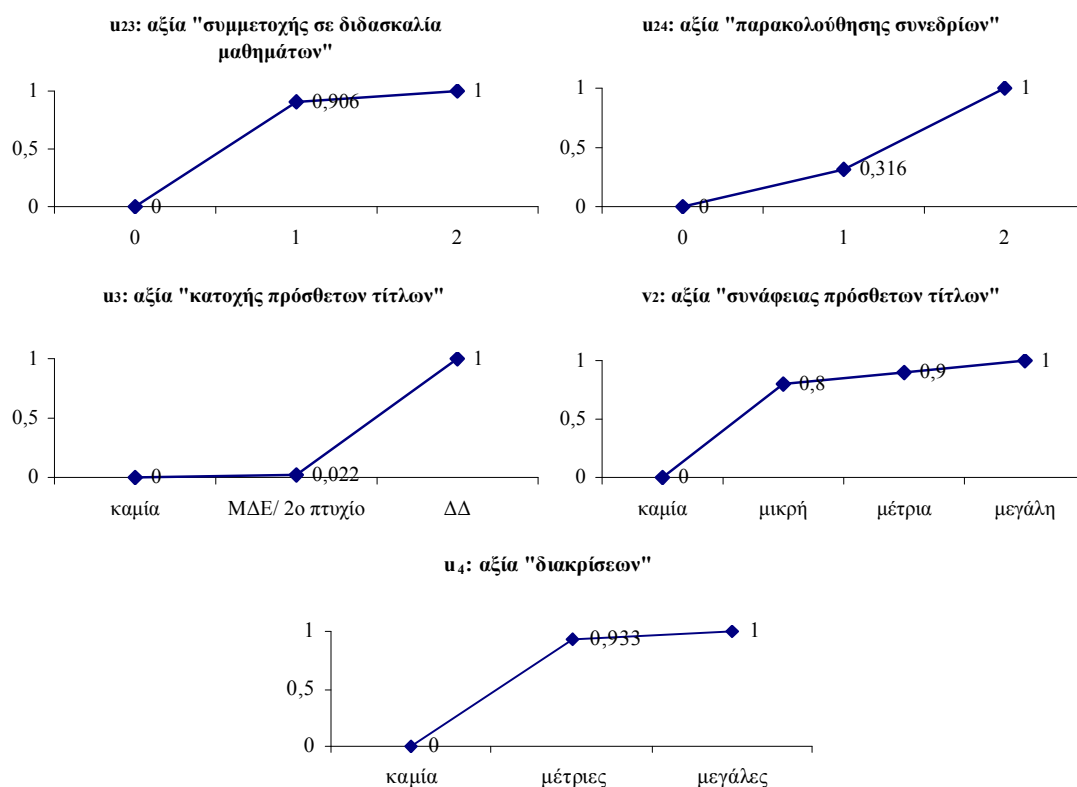 u23: αξία "συμμετοχής σε διδασκαλία
μαθημάτων"
1
0,5
0
0
0,906
1
0
1
2
u24: αξία "παρακολούθησης συνεδρίων"
1
0,5
0
0
0,316
1
0
1
2
u3: αξία "κατοχής πρόσθετων τίτλων"
1
0,5
0
0
0,022
1
καμία
ΜΔΕ/ 2ο πτυχίο
ΔΔ
v2: αξία "συνάφειας πρόσθετων τίτλων"
1
0,5
0
0
0,8
0,9
1
καμία
μικρή
μέτρια
μεγάλη
u4: αξία "διακρίσεων"
1
0,5
0
0
0,933
1
καμία
μέτριες
μεγάλες